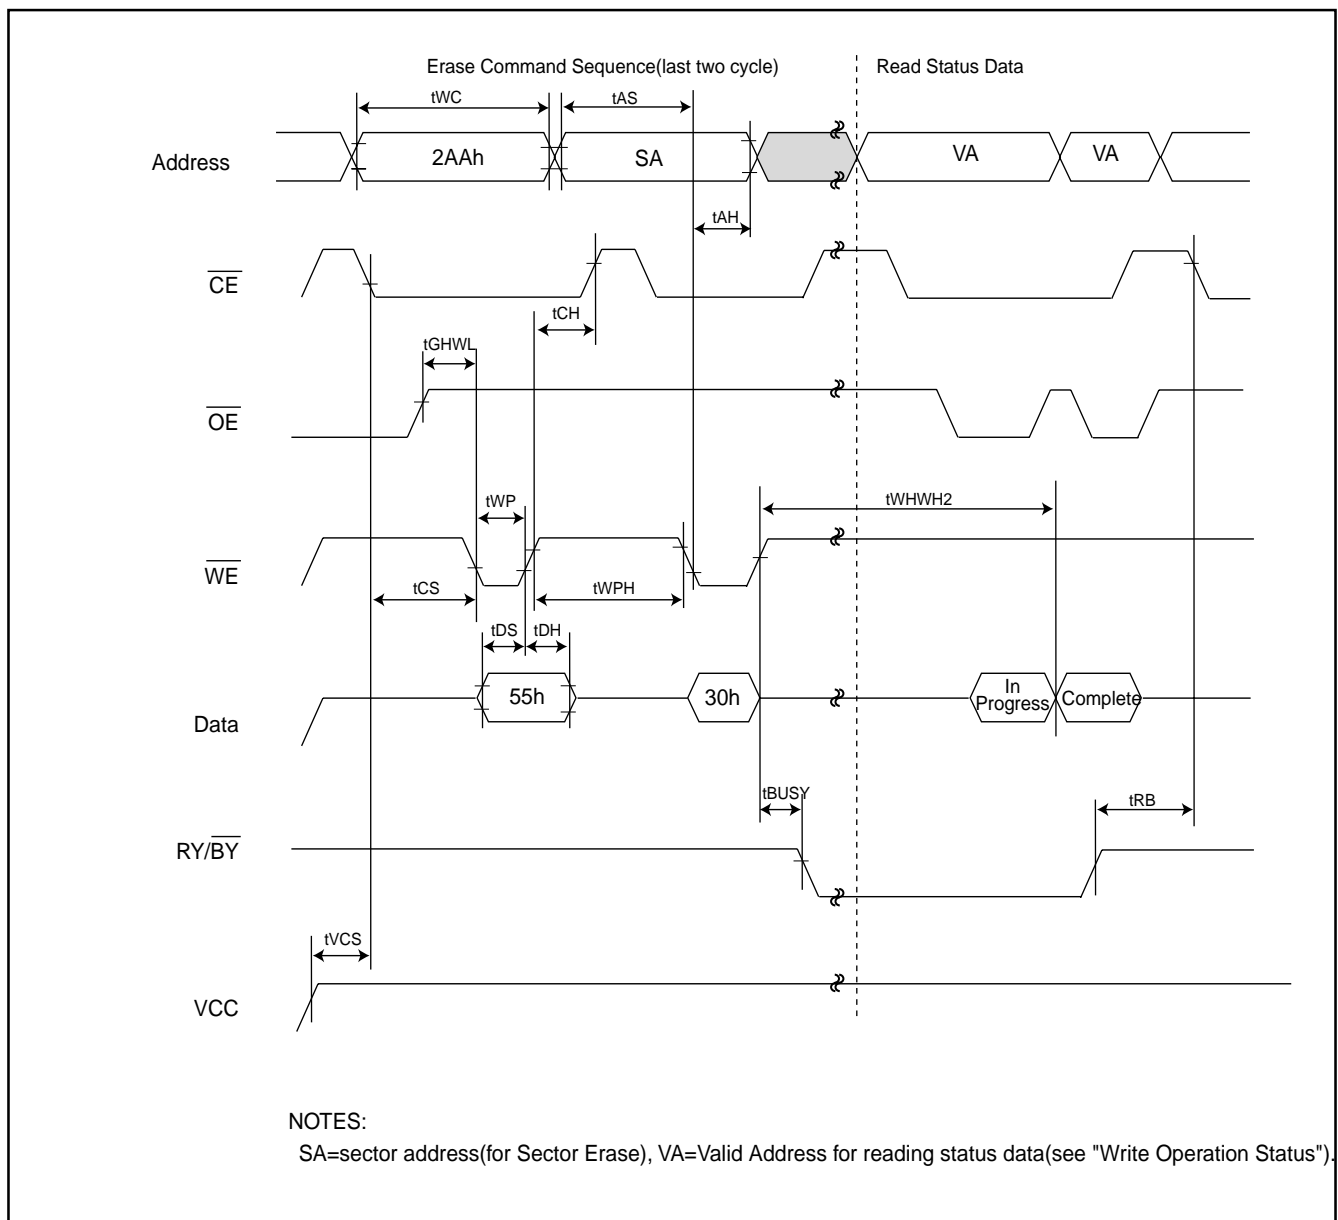 Erase Command Sequence(last two cycle)
Read Status Data
tWC
tAS
Address
2AAh
SA
VA
VA
tAH
CE
tCH
tGHWL
OE
tWP
tWHWH2
WE
tCS
tWPH
tDS
tDH
Data
55h
30h
In
Progress
Complete
tBUSY
tRB
RY/BY
tVCS
VCC
NOTES:
SA=sector address(for Sector Erase), VA=Valid Address for reading status data(see "Write Operation Status").